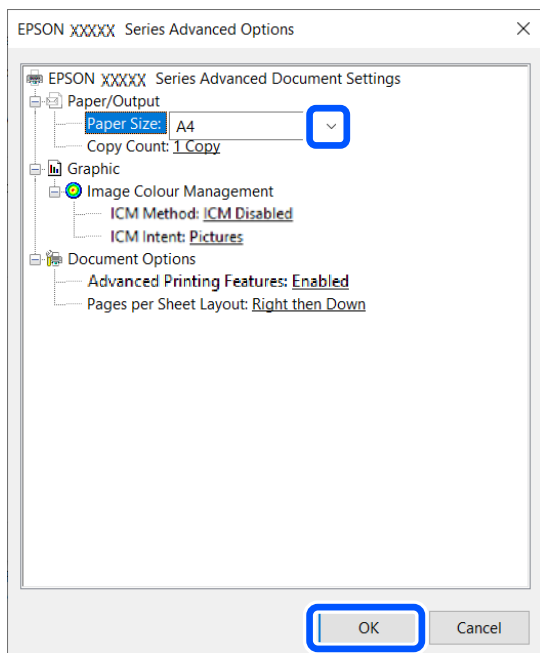 EPSON XXXXX Series Advanced Options
EPSON XXXXX Series Advanced Document Settings
Paper/Output
Paper Size: A4
Copy Count: 1 Copy
Graphic
Image Colour Management
ICM Method: ICM Disabled
ICM Intent: Pictures
Document Options
Advanced Printing Features: Enabled
Pages per Sheet Layout: Right then Down
OK Cancel